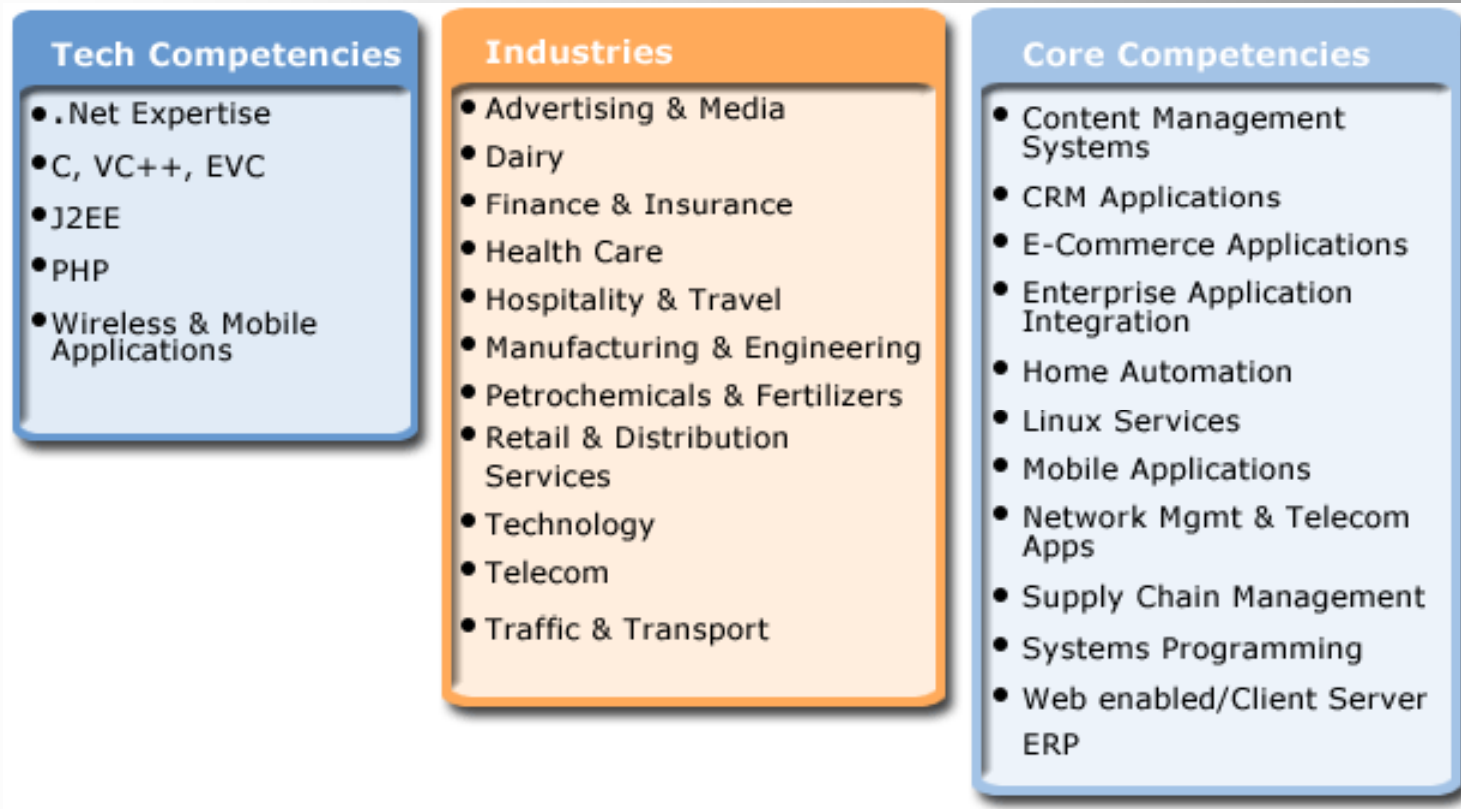 Tech Competencies
• .Net Expertise
• C, VC++, EVC
• J2EE
• PHP
• Wireless & Mobile
Applications
Industries
• Advertising & Media
• Dairy
• Finance & Insurance
• Health Care
• Hospitality & Travel
• Manufacturing & Engineering
• Petrochemicals & Fertilizers
• Retail & Distribution
Services
• Technology
• Telecom
• Traffic & Transport
Core Competencies
• Content Management
Systems
• CRM Applications
• E-Commerce Applications
• Enterprise Application
Integration
• Home Automation
• Linux Services
• Mobile Applications
• Network Mgmt & Telecom
Apps
• Supply Chain Management
• Systems Programming
• Web enabled/Client Server
ERP